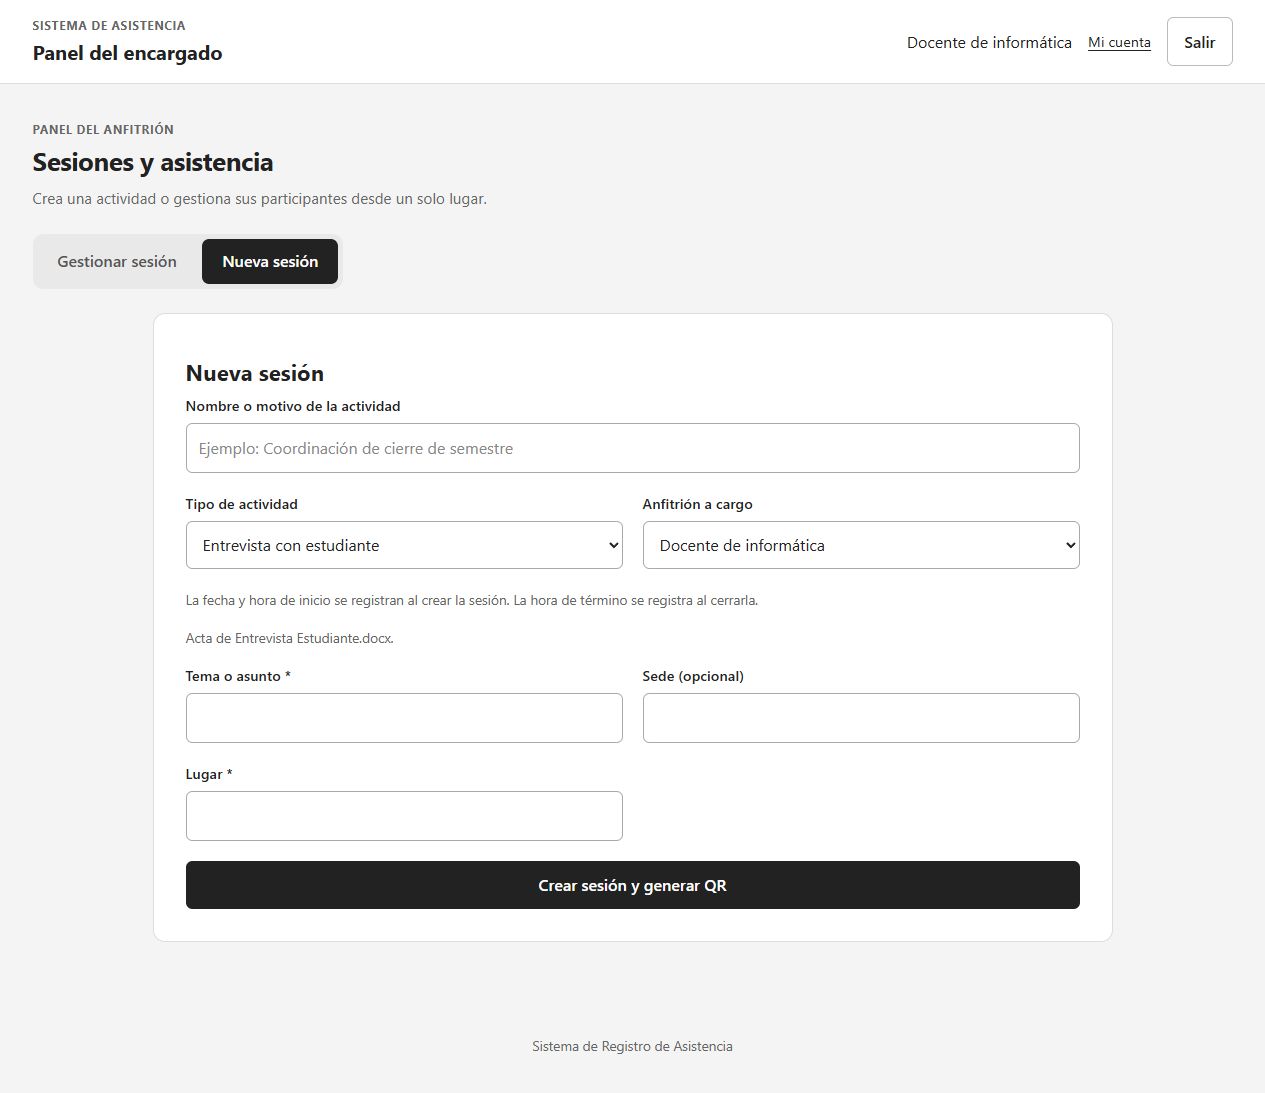 SISTEMA DE ASISTENCIA
Panel del encargado
Docente de informática
Mi cuenta
Salir
PANEL DEL ANFITRIÓN
Sesiones y asistencia
Crea una actividad o gestiona sus participantes desde un solo lugar.
Gestionar sesión
Nueva sesión
Nueva sesión
Nombre o motivo de la actividad
Ejemplo: Coordinación de cierre de semestre
Tipo de actividad
Anfitrión a cargo
Entrevista con estudiante
Docente de informática
La fecha y hora de inicio se registran al crear la sesión. La hora de término se registra al cerrarla.
Acta de Entrevista Estudiante.docx.
Tema o asunto *
Sede (opcional)
Lugar *
Crear sesión y generar QR
Sistema de Registro de Asistencia